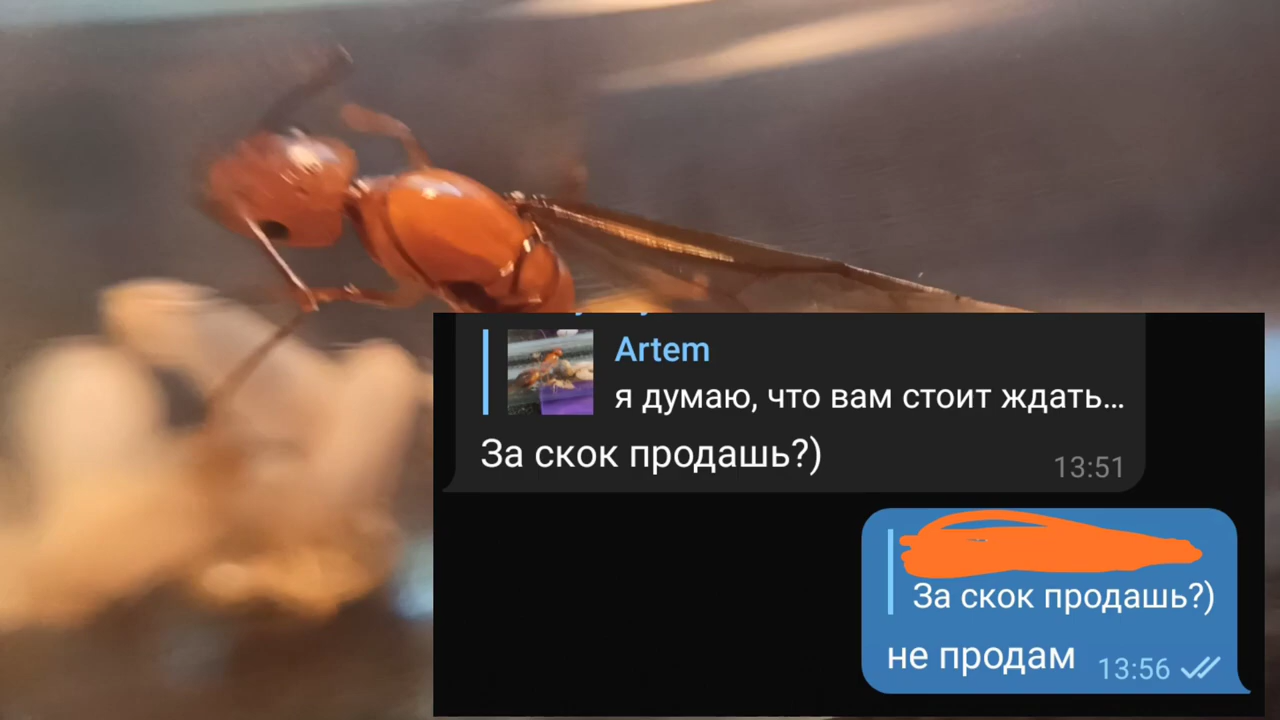 Artem
я думаю, что вам стоит ждать...
За скок продашь?)
13:51
За скок продашь?)
не продам
13:56